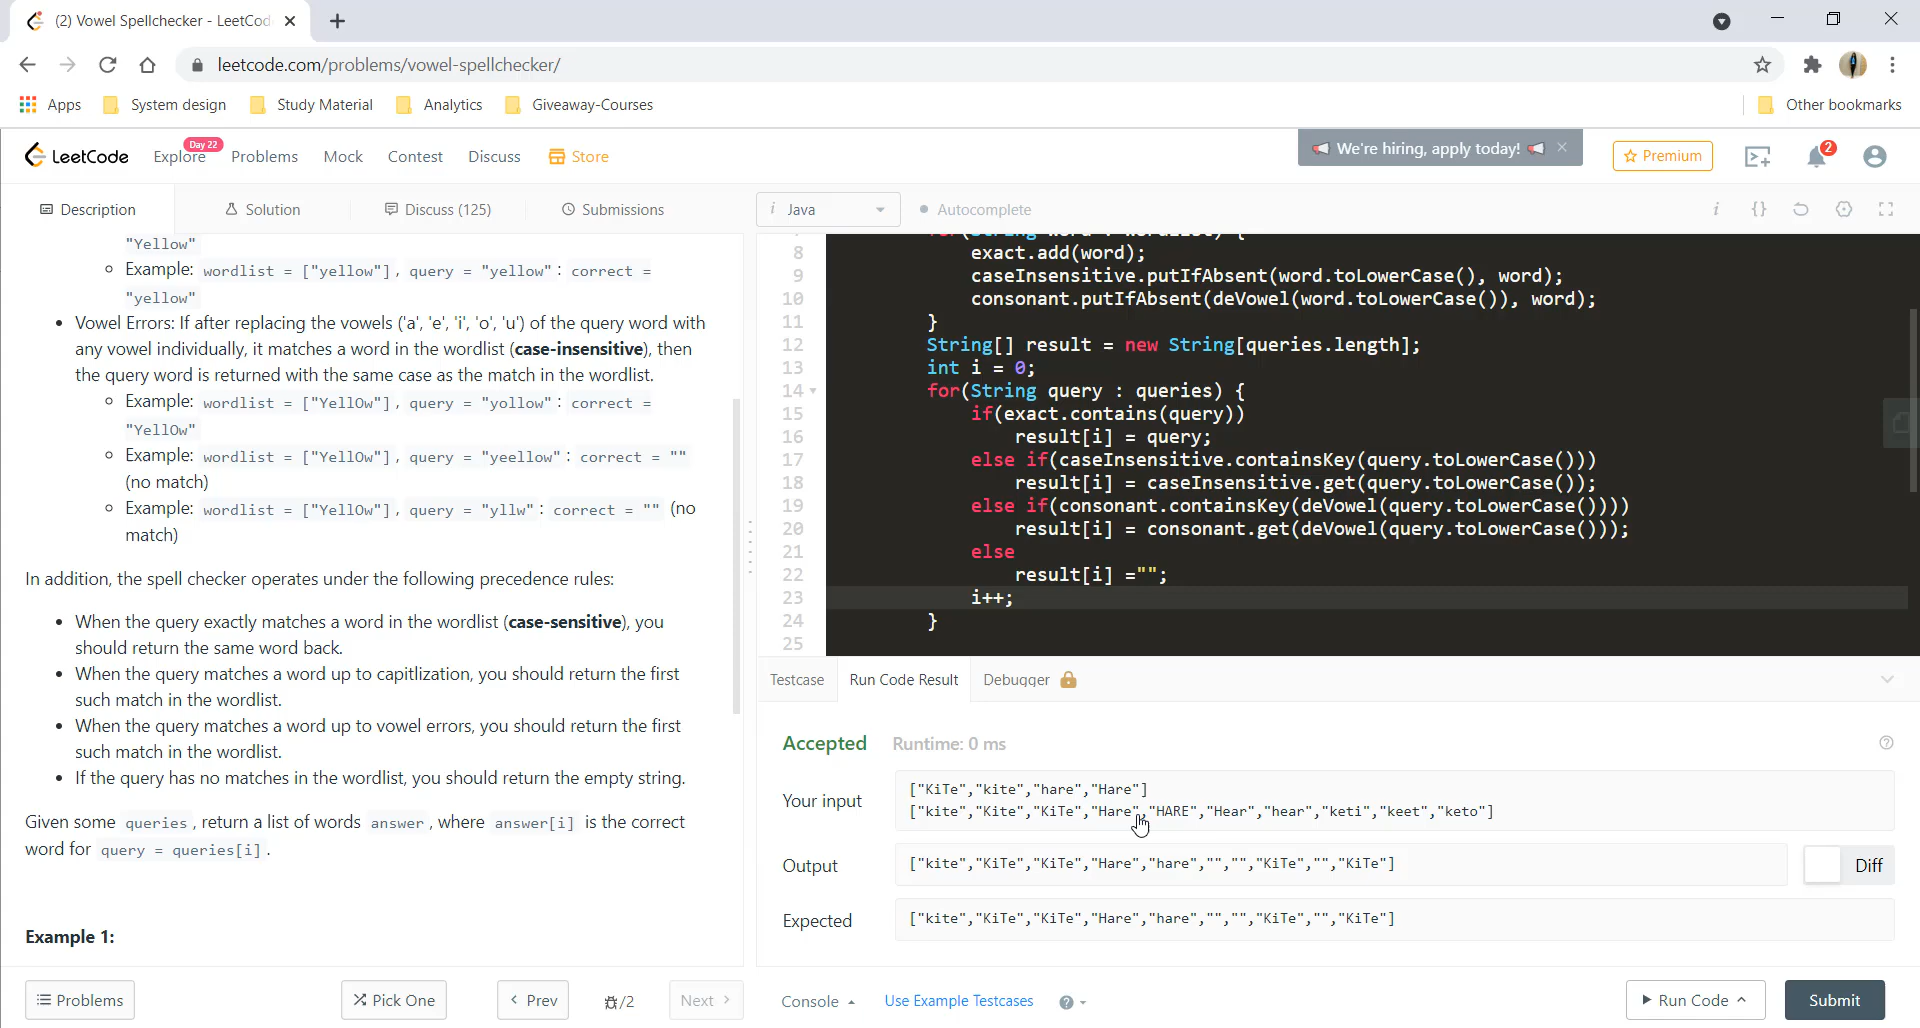 (2) Vowel Spellchecker - LeetCod
leetcode.com/problems/vowel-spellchecker/
Apps System design Study Material Analytics Giveaway-Courses Other bookmarks
LeetCode Explore Day 22 Problems Mock Contest Discuss Store We're hiring, apply today! Premium 2
Description Solution Discuss (125) Submissions
"Yellow"
Example: wordlist = ["yellow"], query = "yellow": correct =
"yellow"
Vowel Errors: If after replacing the vowels ('a', 'e', 'i', 'o', 'u') of the query word with
any vowel individually, it matches a word in the wordlist (case-insensitive), then
the query word is returned with the same case as the match in the wordlist.
Example: wordlist = ["YellOw"], query = "yollow": correct =
"YellOw"
Example: wordlist = ["YellOw"], query = "yeellow": correct = ""
(no match)
Example: wordlist = ["YellOw"], query = "yllw": correct = "" (no
match)
In addition, the spell checker operates under the following precedence rules:
When the query exactly matches a word in the wordlist (case-sensitive), you
should return the same word back.
When the query matches a word up to capitlization, you should return the first
such match in the wordlist.
When the query matches a word up to vowel errors, you should return the first
such match in the wordlist.
If the query has no matches in the wordlist, you should return the empty string.
Given some queries, return a list of words answer, where answer[i] is the correct
word for query = queries[i].
Example 1:
Problems Pick One Prev /2 Next
i Java Autocomplete i {}
8 exact.add(word);
9 caseInsensitive.putIfAbsent(word.toLowerCase(), word);
10 consonant.putIfAbsent(deVowel(word.toLowerCase()), word);
11 }
12 String[] result = new String[queries.length];
13 int i = 0;
14 for(String query : queries) {
15 if(exact.contains(query))
16 result[i] = query;
17 else if(caseInsensitive.containsKey(query.toLowerCase()))
18 result[i] = caseInsensitive.get(query.toLowerCase());
19 else if(consonant.containsKey(deVowel(query.toLowerCase())))
20 result[i] = consonant.get(deVowel(query.toLowerCase()));
21 else
22 result[i] ="";
23 i++;
24 }
25
Testcase Run Code Result Debugger
Accepted Runtime: 0 ms
Your input
["KiTe","kite","hare","Hare"]
["kite","Kite","KiTe","Hare","HARE","Hear","hear","keti","keet","keto"]
Output ["kite","KiTe","KiTe","Hare","hare","","","KiTe","","KiTe"] Diff
Expected ["kite","KiTe","KiTe","Hare","hare","","","KiTe","","KiTe"]
Console Use Example Testcases Run Code Submit